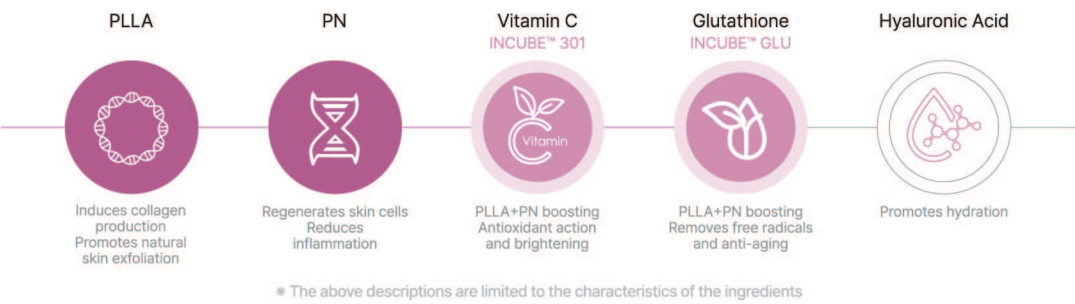 PLLA
PN
Vitamin C
INCUBE™ 301
Glutathione
INCUBE™ GLU
Hyaluronic Acid
Vitamin
Induces collagen
production
Promotes natural
skin exfoliation
Regenerates skin cells
Reduces
inflammation
PLLA+PN boosting
Antioxidant action
and brightening
PLLA+PN boosting
Removes free radicals
and anti-aging
Promotes hydration
※ The above descriptions are limited to the characteristics of the ingredients